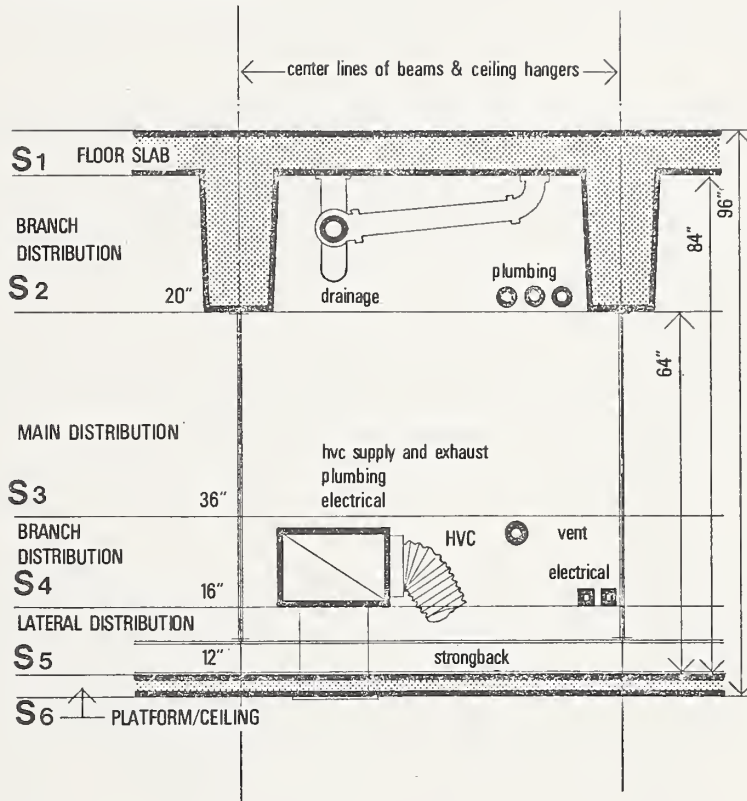 center lines of beams & ceiling hangers
S1 FLOOR SLAB
BRANCH
DISTRIBUTION
S2 20"
drainage
plumbing
96"
84"
64"
MAIN DISTRIBUTION
S3 36"
hvc supply and exhaust
plumbing
electrical
BRANCH
DISTRIBUTION
S4 16"
HVC
vent
electrical
LATERAL DISTRIBUTION
S5 12"
strongback
S6 PLATFORM/CEILING